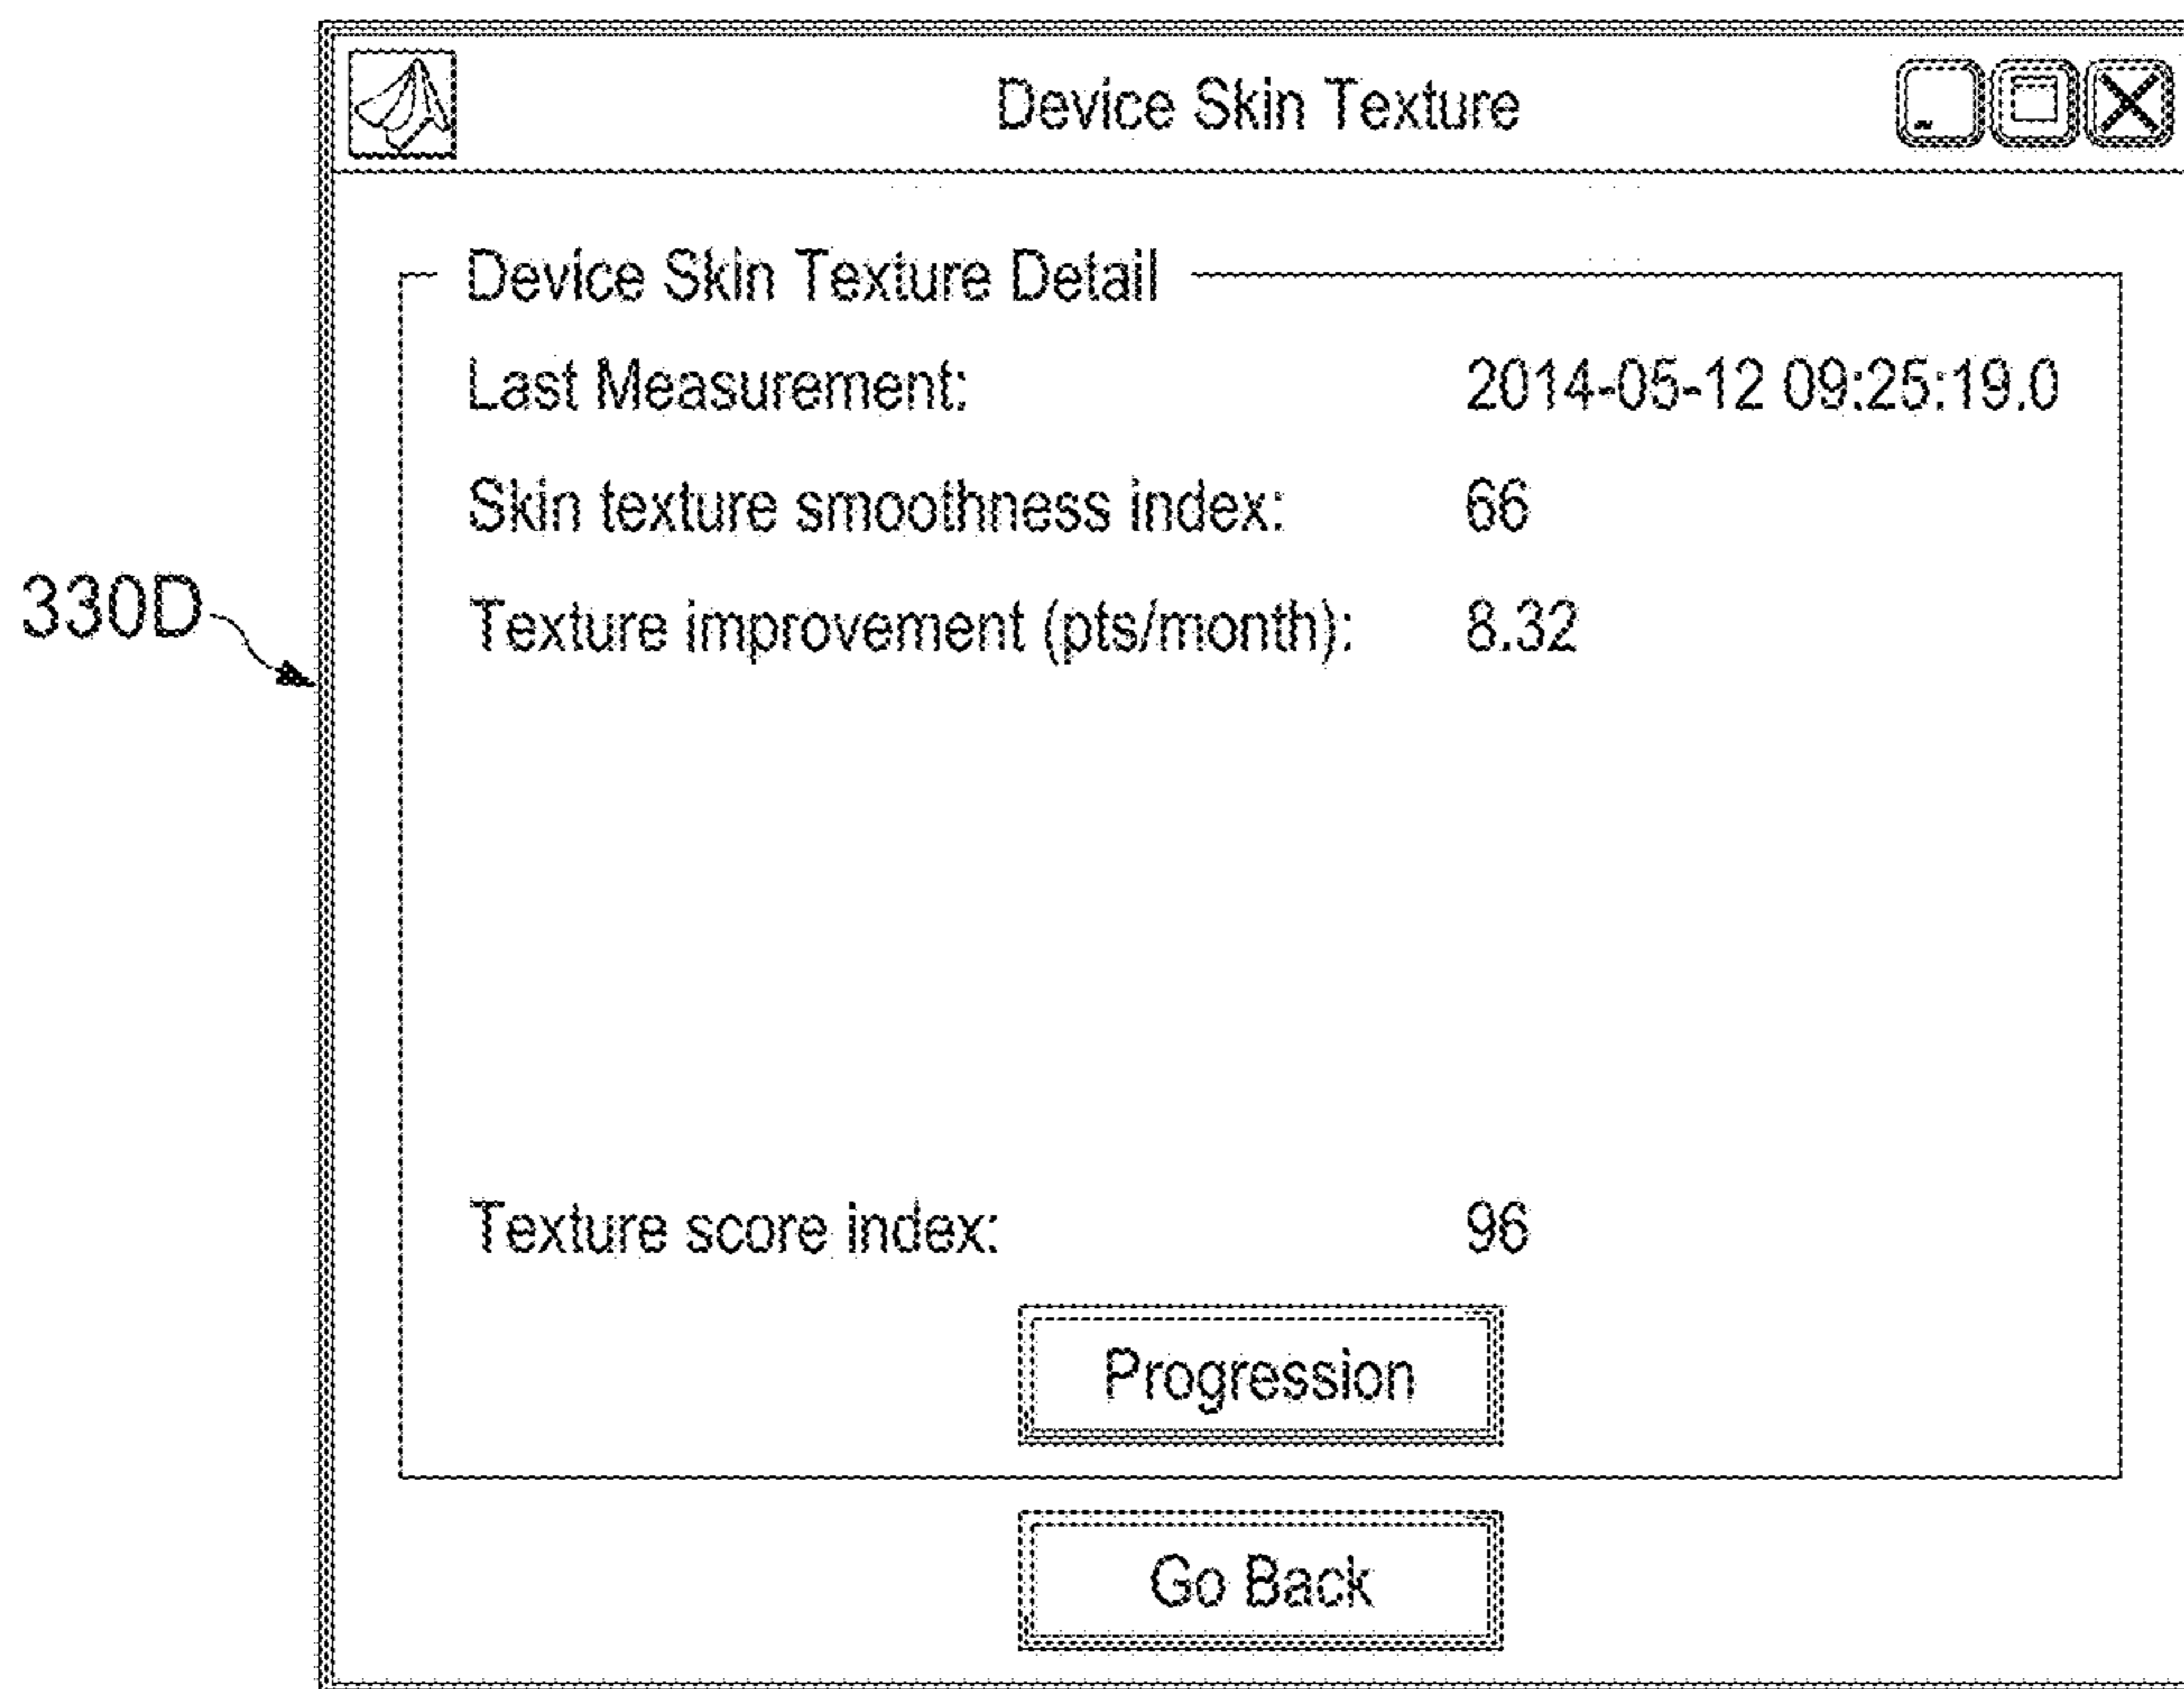 Device Skin Texture
Device Skin Texture Detail
Last Measurement: 2014-05-12 09:25:19.0
Skin texture smoothness index: 66
330D
Texture improvement (pts/month): 8.32
Texture score index: 96
Progression
Go Back